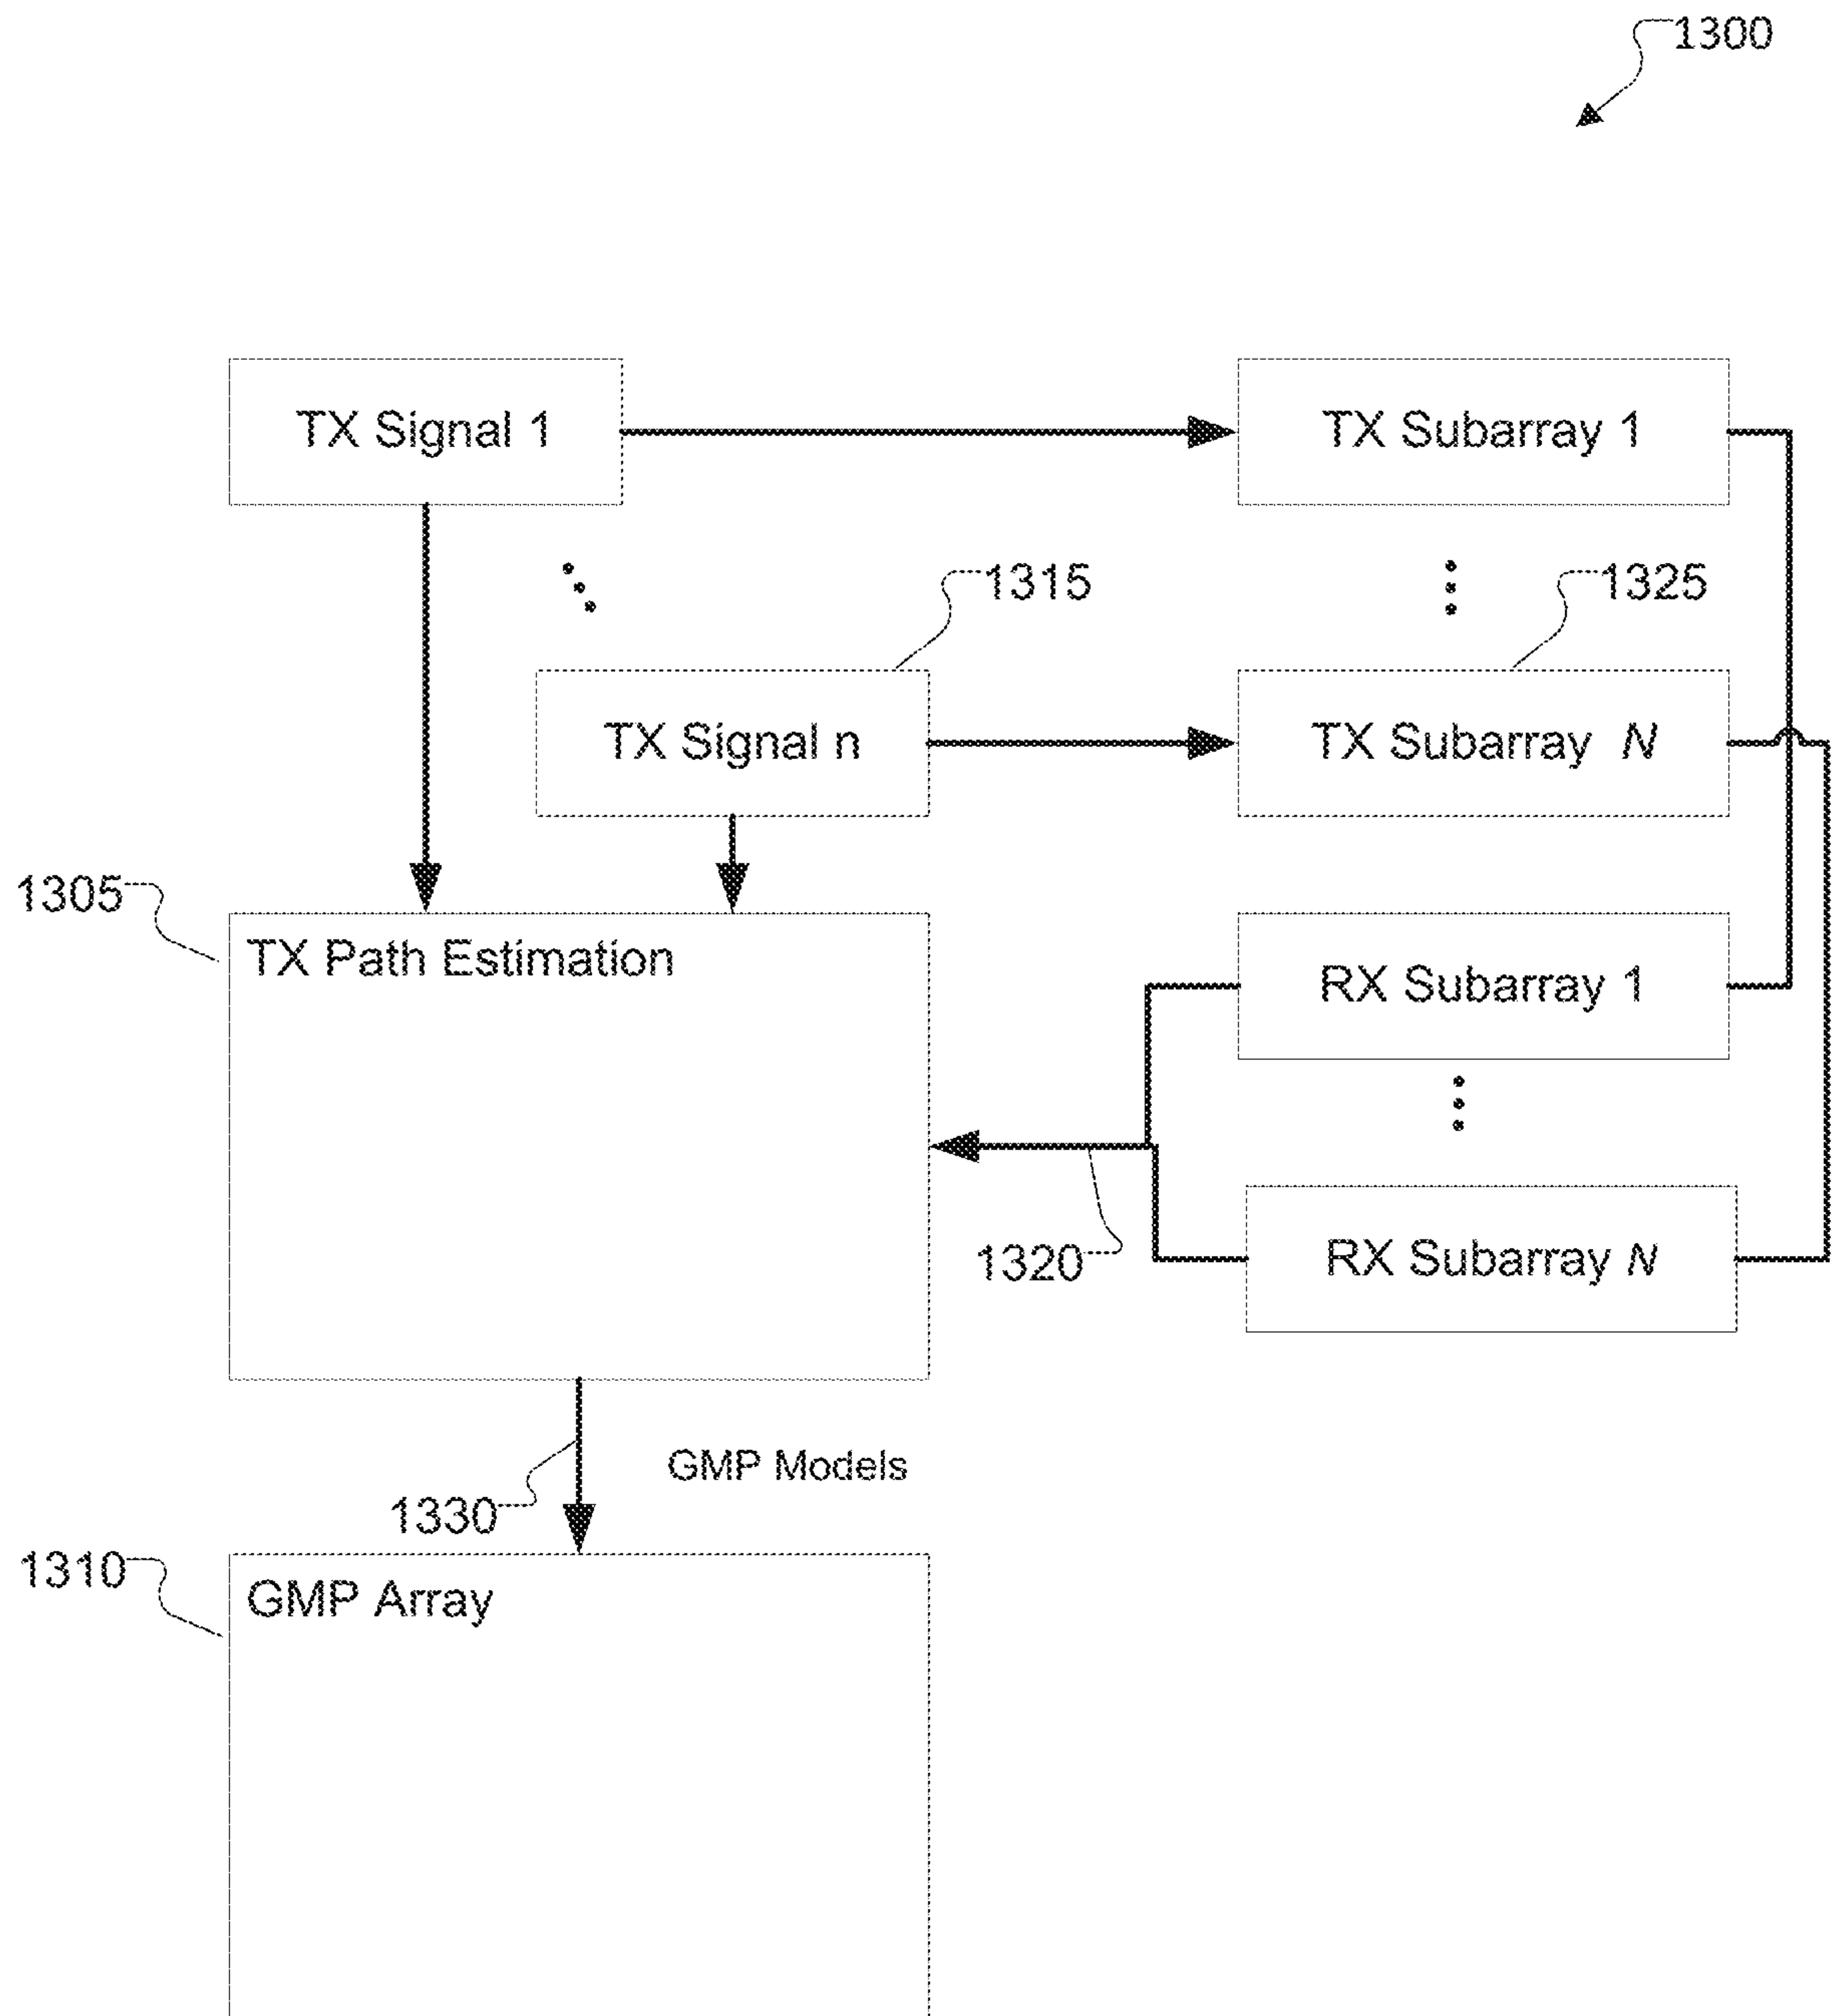 1300
TX Signal 1
TX Subarray 1
1315
1325
TX Signal n
TX Subarray N
1305
TX Path Estimation
RX Subarray 1
1320
RX Subarray N
GMP Models
1330
1310
GMP Array